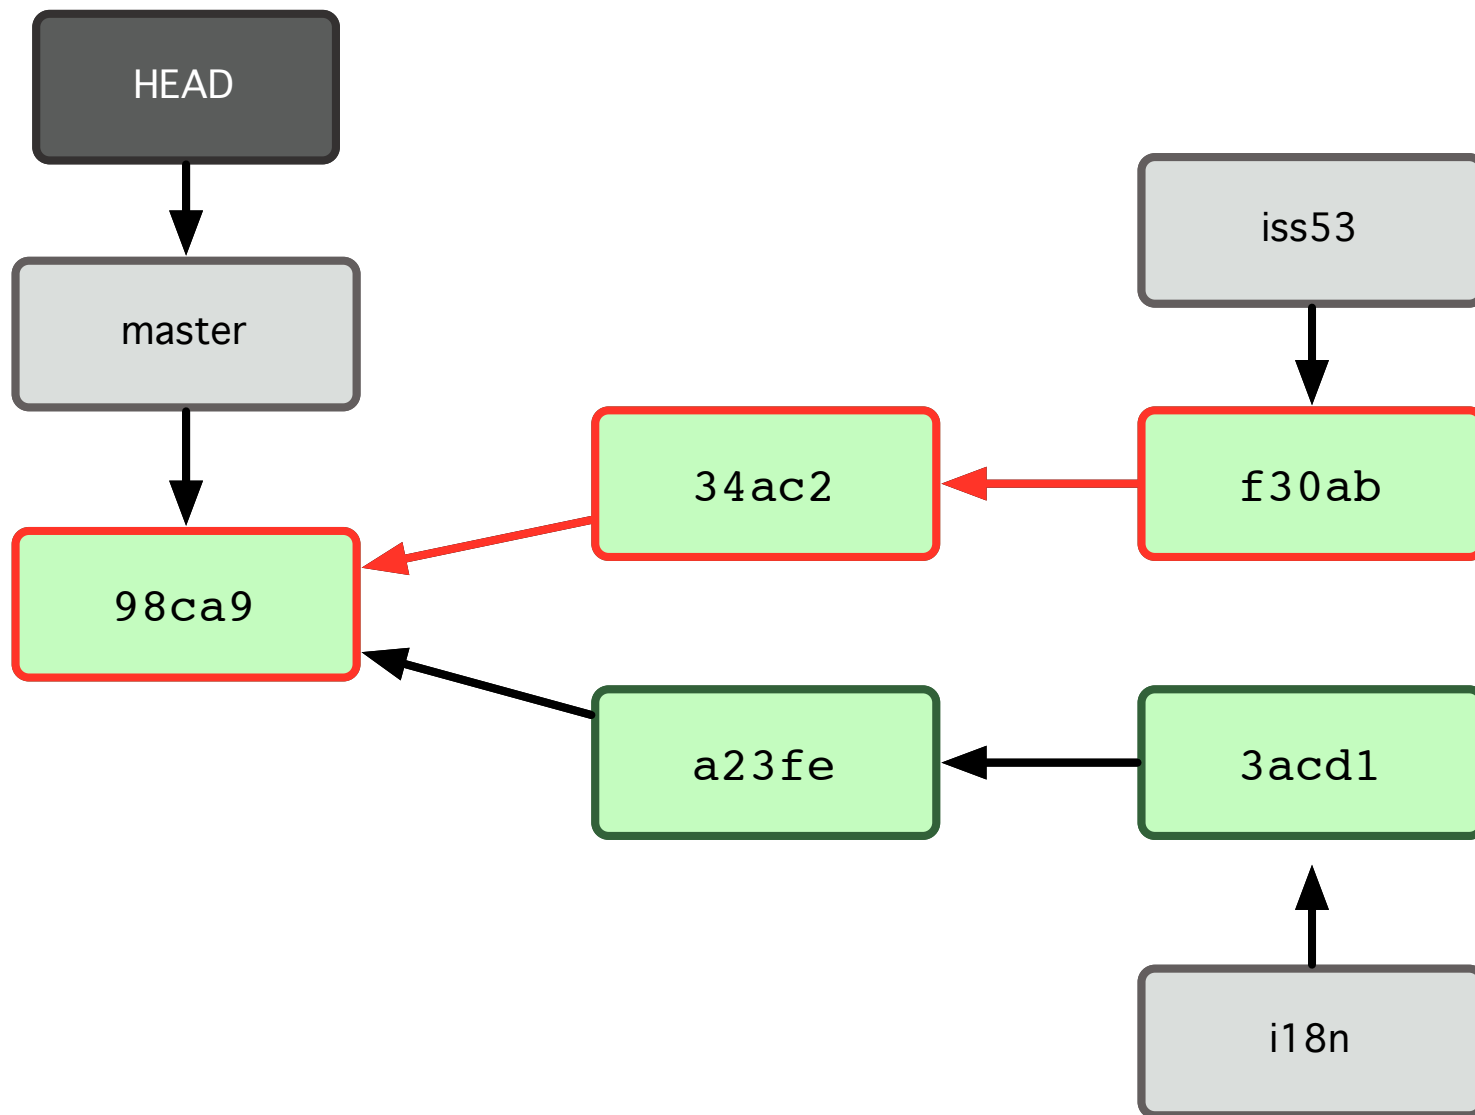 HEAD
iss53
master
34ac2
f30ab
98ca9
a23fe
3acd1
i18n